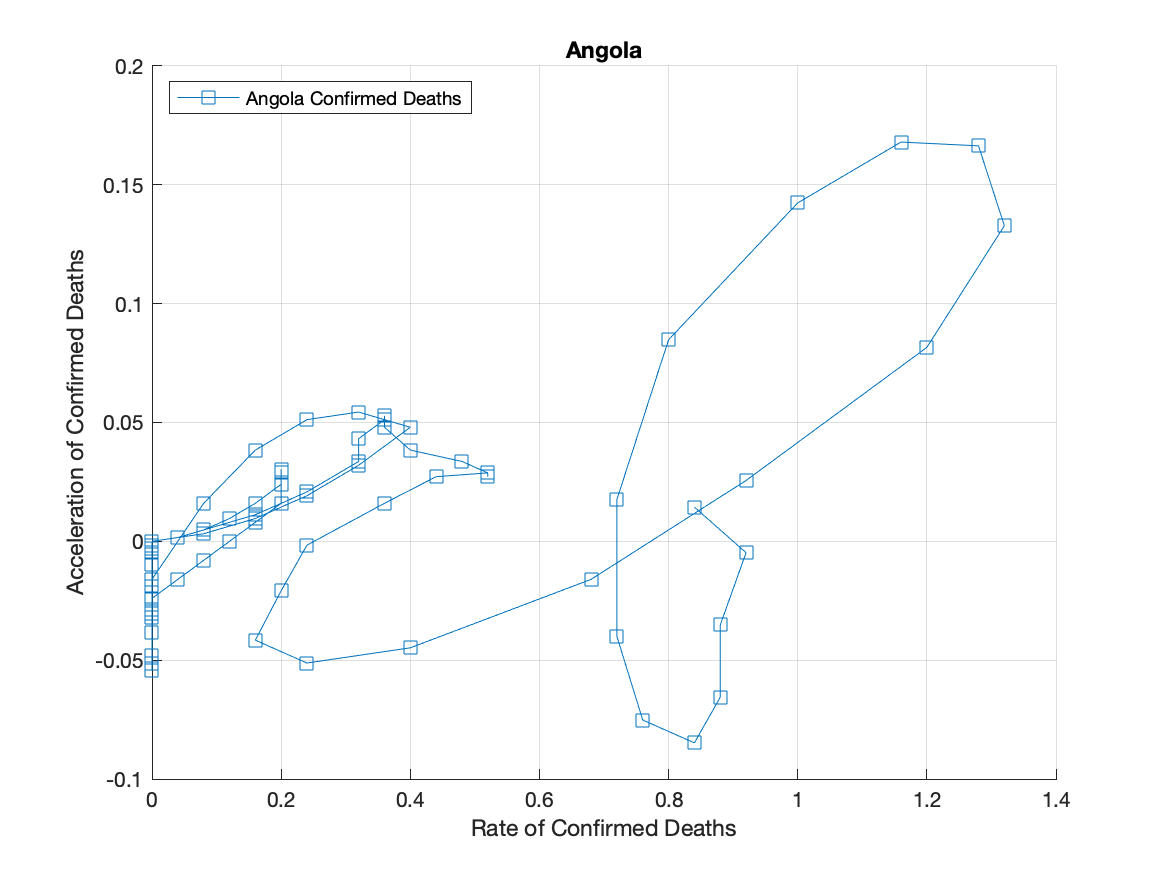 Angola
Angola Confirmed Deaths
0.2
0.15
0.1
0.05
0
-0.05
-0.1
Acceleration of Confirmed Deaths
0 0.2 0.4 0.6 0.8 1 1.2 1.4
Rate of Confirmed Deaths